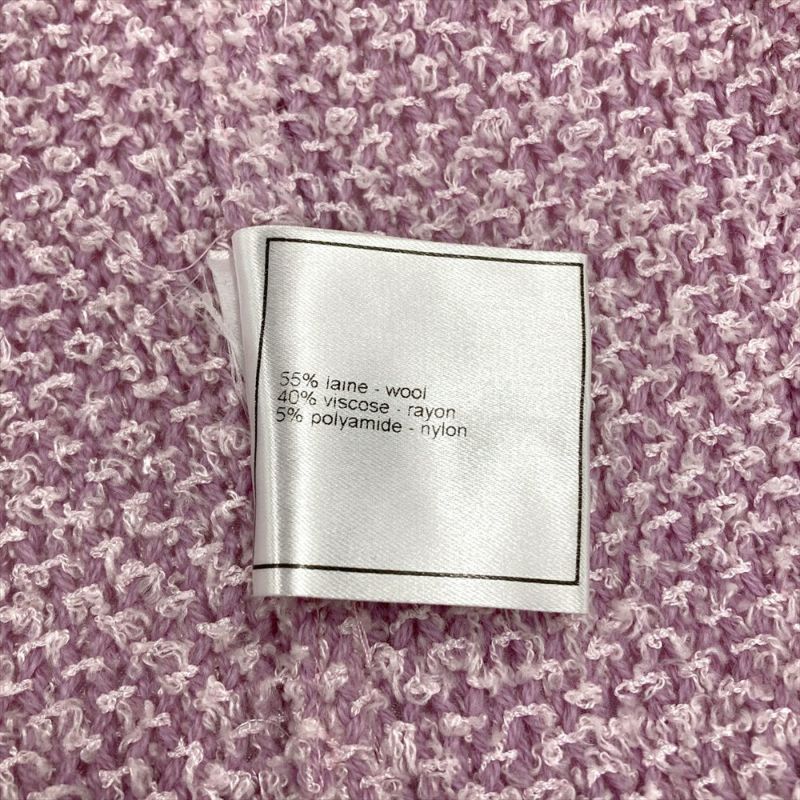 55% laine - wool
40% viscose - rayon
5% polyamide - nylon